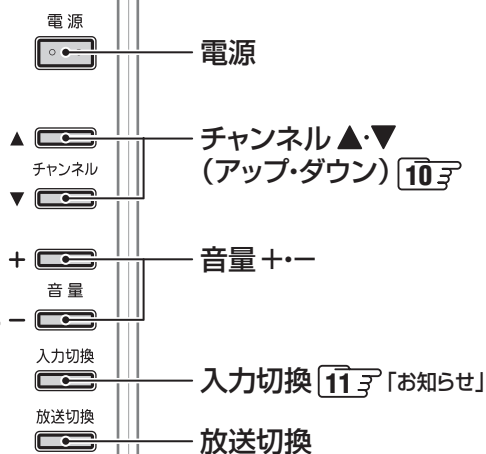 電源
電源
▲
チャンネル
▼
チャンネル▲・▼
(アップ・ダウン) 10
+
音量
−
音量+・−
入力切換
入力切換 11 「お知らせ」
放送切換
放送切換